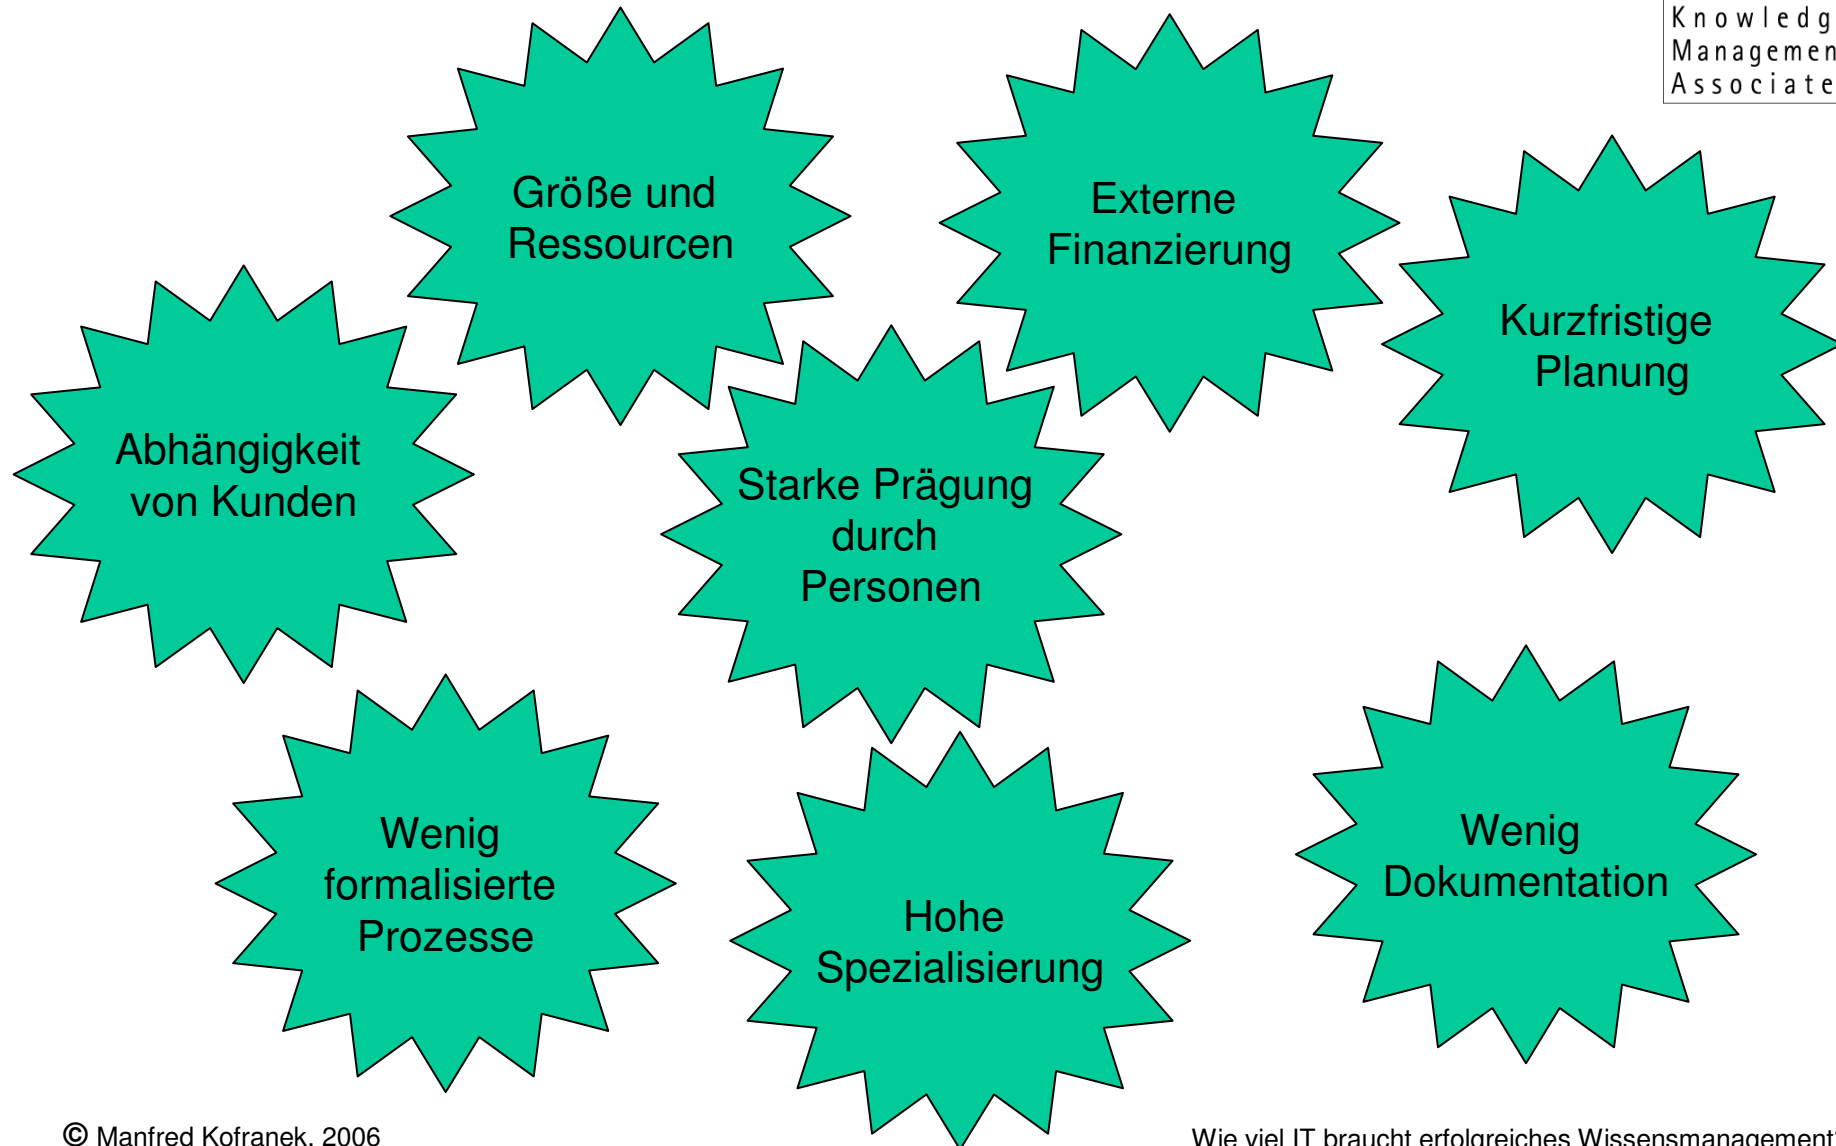 Knowledg
Managemen
Associate
Größe und
Ressourcen
Externe
Finanzierung
Kurzfristige
Planung
Abhängigkeit
von Kunden
Starke Prägung
durch
Personen
Wenig
formalisierte
Prozesse
Hohe
Spezialisierung
Wenig
Dokumentation
© Manfred Kofranek, 2006
Wie viel IT braucht erfolgreiches Wissensmanagement?